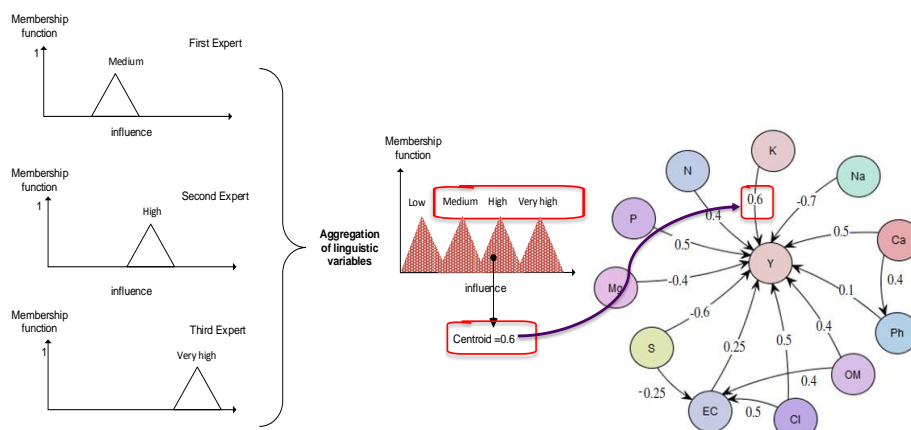 Membership
function
First Expert
1
Medium
influence
Membership
function
Second Expert
1
High
influence
Membership
function
Third Expert
1
Very high
Aggregation
of linguistic
variables
Membership
function
Low
Medium
High
Very high
influence
Centroid =0.6
K
N
Na
P
Ca
Mg
Y
S
Ph
OM
EC
Cl
0.6
0.4
-0.7
0.5
0.5
-0.4
0.4
0.1
-0.6
0.25
0.5
0.4
0.4
-0.25
0.5